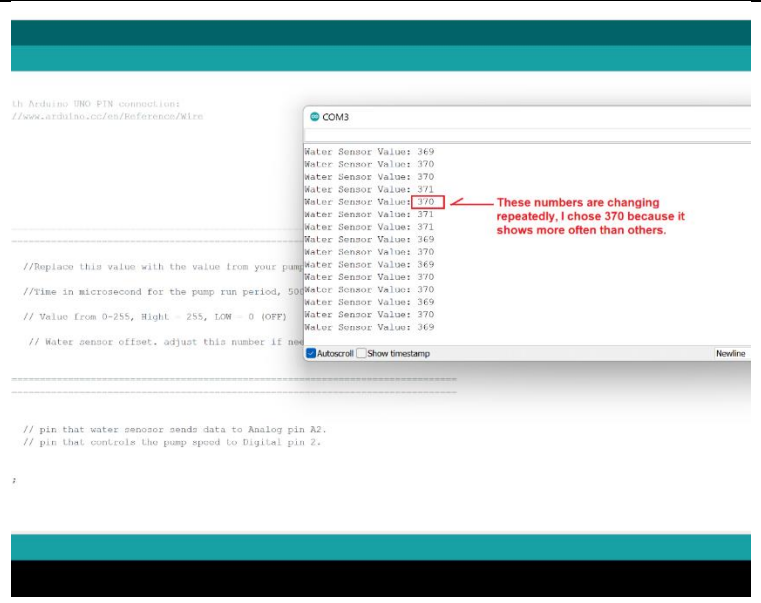 th Arduino UNO PIN connection:
//www.arduino.cc/en/Reference/Wire
COM3
Water Sensor Value: 369
Water Sensor Value: 370
Water Sensor Value: 370
Water Sensor Value: 371
Water Sensor Value: 370
Water Sensor Value: 371
Water Sensor Value: 371
Water Sensor Value: 369
Water Sensor Value: 370
Water Sensor Value: 369
Water Sensor Value: 370
Water Sensor Value: 370
Water Sensor Value: 369
Water Sensor Value: 370
Water Sensor Value: 369
These numbers are changing
repeatedly, I chose 370 because it
shows more often than others.
Autoscroll Show timestamp
Newline
//Replace this value with the value from your pump
//Time in microsecond for the pump run period, 500
// Value from 0-255, Hight = 255, LOW = 0 (OFF)
// Water sensor offset. adjust this number if nee
==========================================================================
==========================================================================
// pin that water senosor sends data to Analog pin A2.
// pin that controls the pump speed to Digital pin 2.
;